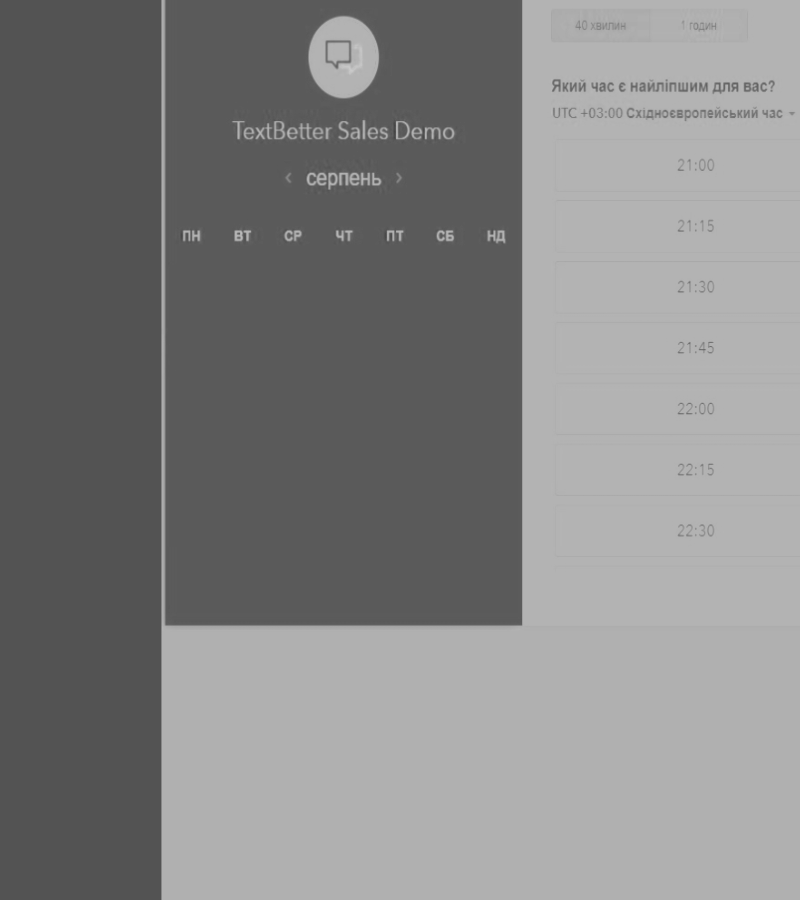 TextBetter Sales Demo
‹ серпень ›
ПН ВТ СР ЧТ ПТ СБ НД
40 хвилин 1 годин
Який час є найліпшим для вас?
UTC +03:00 Східноєвропейський час
21:00
21:15
21:30
21:45
22:00
22:15
22:30